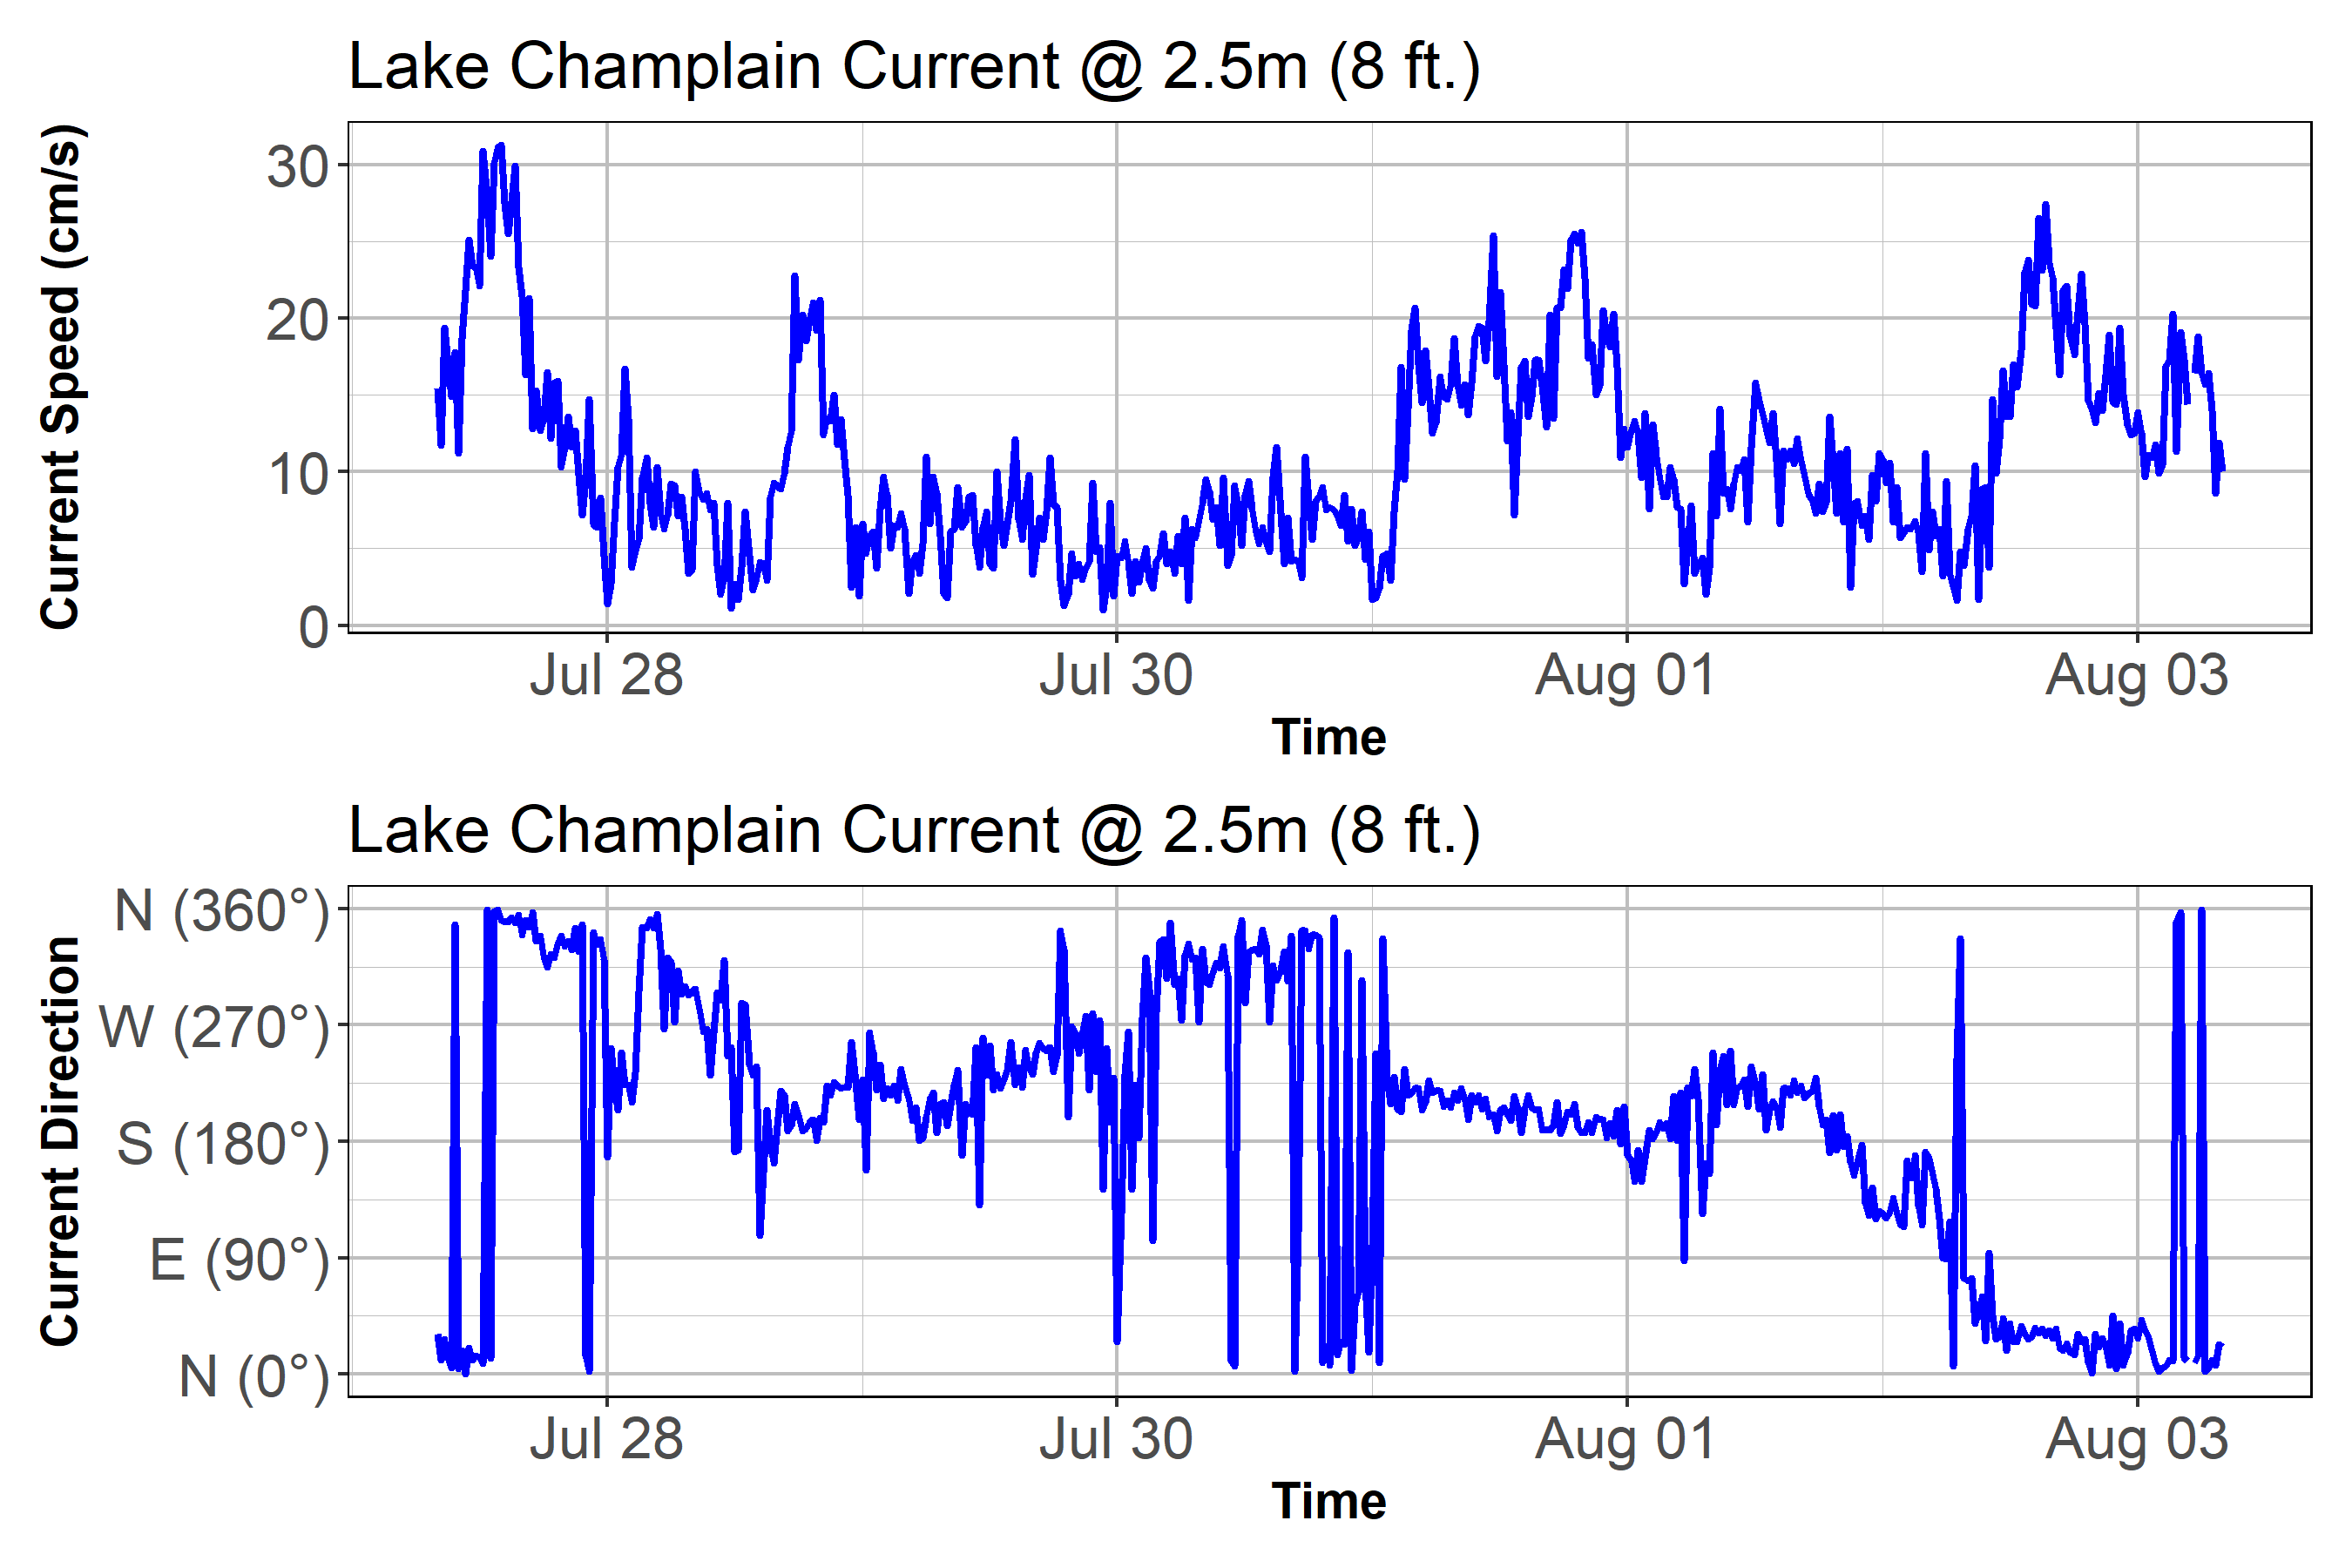 Lake Champlain Current @ 2.5m (8 ft.)
Current Speed (cm/s)
30
20
10
0
Jul 28 Jul 30 Aug 01 Aug 03
Time
Lake Champlain Current @ 2.5m (8 ft.)
Current Direction
N (360°)
W (270°)
S (180°)
E (90°)
N (0°)
Jul 28 Jul 30 Aug 01 Aug 03
Time